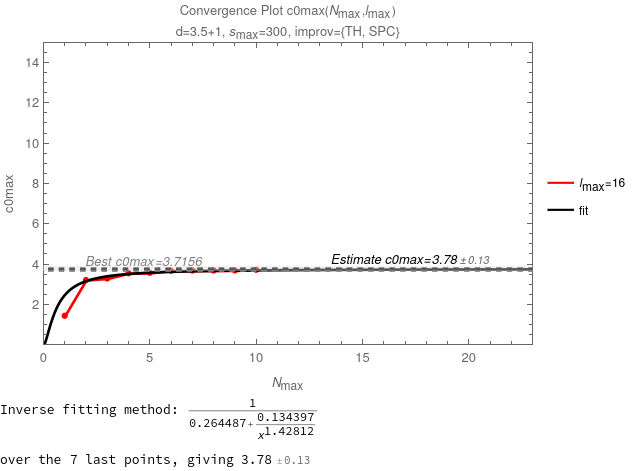 Convergence Plot c0max(Nmax,lmax)
d=3.5+1, smax=300, improv={TH, SPC}
14
12
10
8
6
4
2
c0max
Best c0max=3.7156
Estimate c0max=3.78 ±0.13
lmax=16
fit
0 5 10 15 20
Nmax
Inverse fitting method: 1
0.264487+ 0.134397
x1.42812
over the 7 last points, giving 3.78 ±0.13